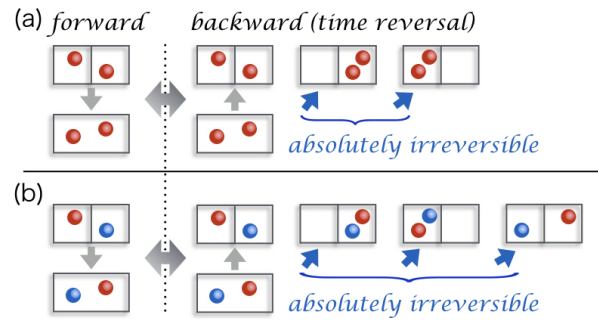 (a) forward backward (time reversal)
absolutely irreversible
(b)
absolutely irreversible